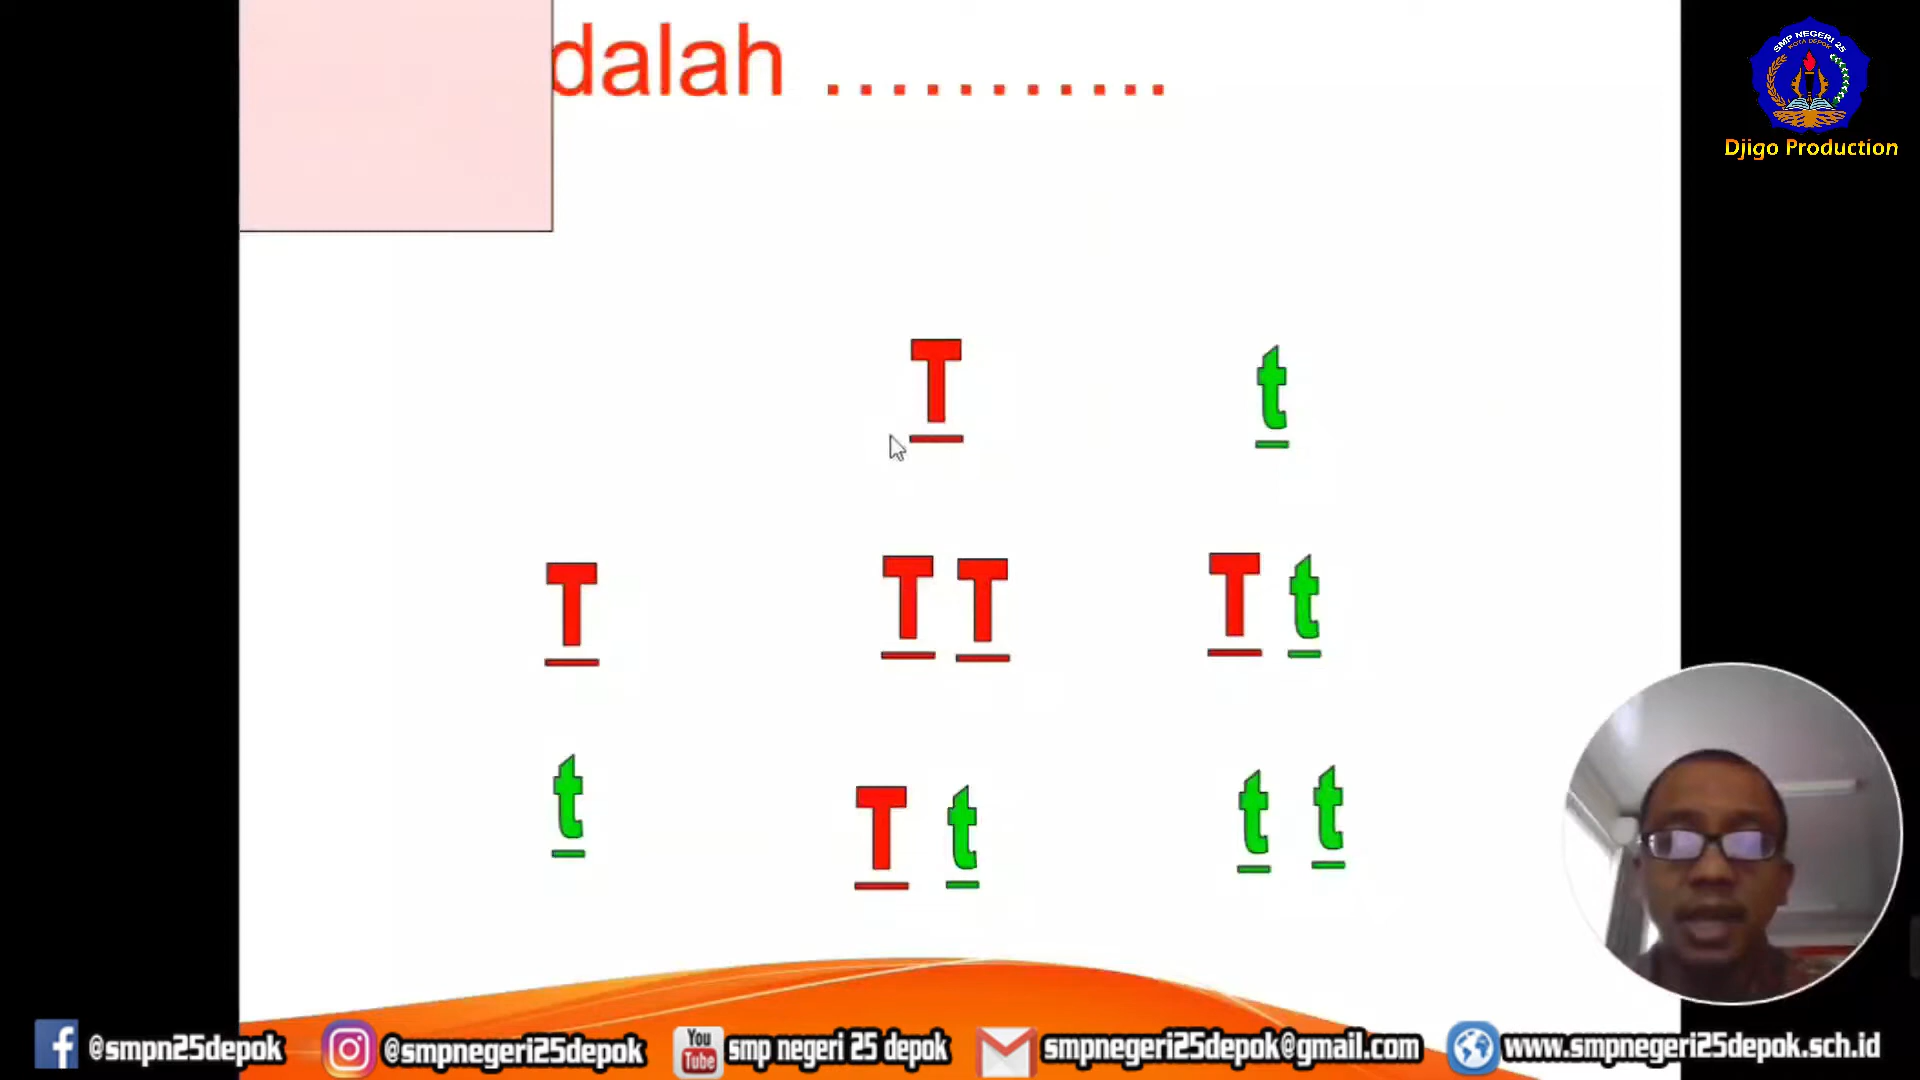 dalah ...........
SMP NEGERI 25
KOTA DEPOK
Djigo Production
T t
T TT Tt
t Tt tt
@smpn25depok @smpnegeri25depok You Tube smp negeri 25 depok smpnegeri25depok@gmail.com www.smpnegeri25depok.sch.id